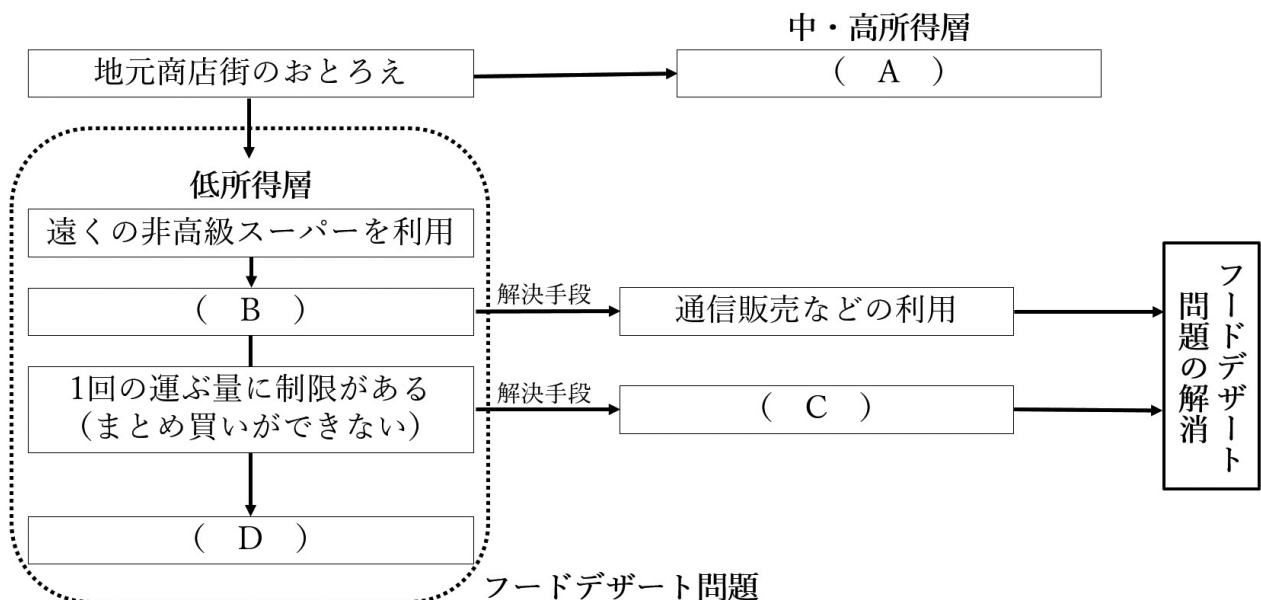 中・高所得層
地元商店街のおとろえ
（　A　）
低所得層
遠くの非高級スーパーを利用
（　B　）
解決手段
通信販売などの利用
1回の運ぶ量に制限がある
（まとめ買いができない）
解決手段
（　C　）
フードデザート
問題の解消
（　D　）
フードデザート問題